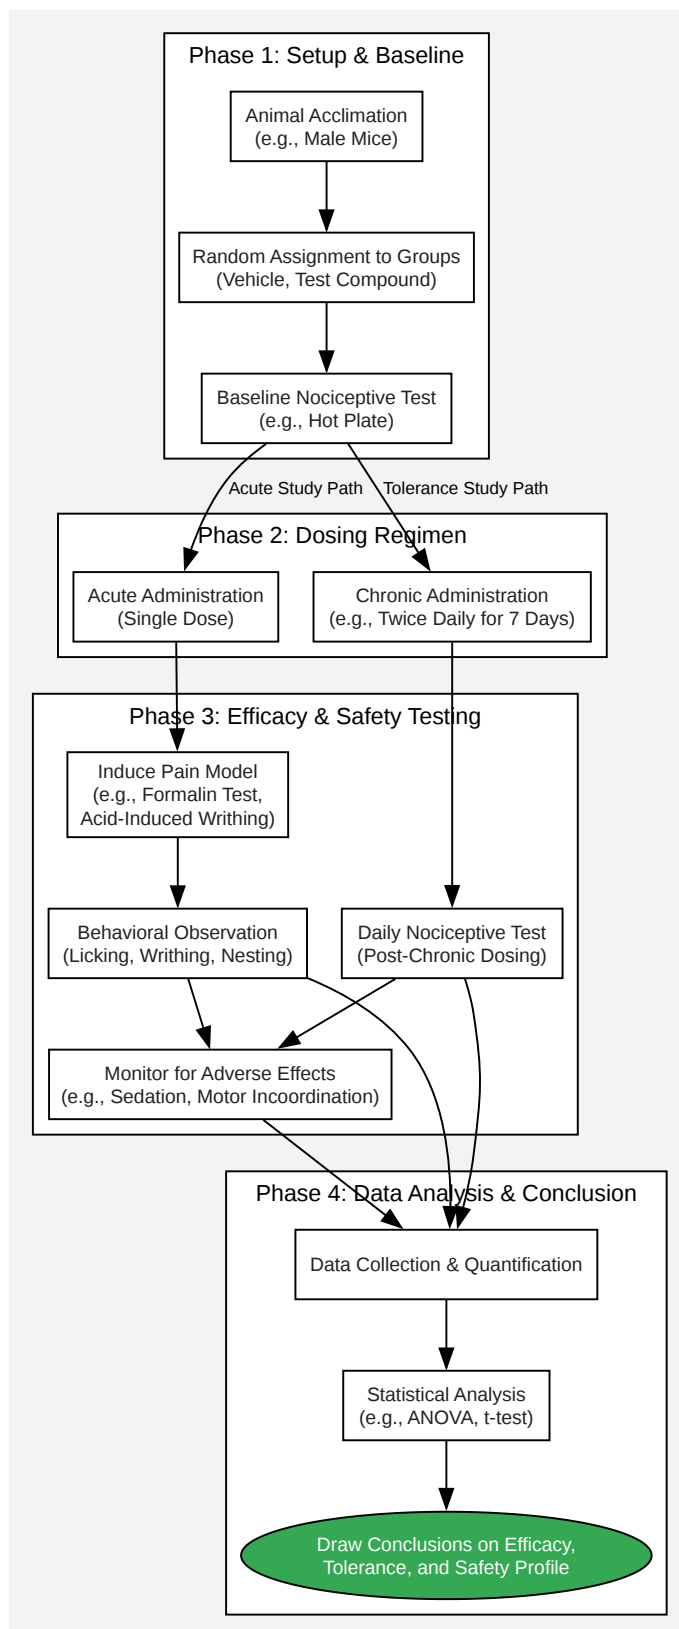 Phase 1: Setup & Baseline
Animal Acclimation
(e.g., Male Mice)
Random Assignment to Groups
(Vehicle, Test Compound)
Baseline Nociceptive Test
(e.g., Hot Plate)
Acute Study Path
Tolerance Study Path
Phase 2: Dosing Regimen
Acute Administration
(Single Dose)
Chronic Administration
(e.g., Twice Daily for 7 Days)
Phase 3: Efficacy & Safety Testing
Induce Pain Model
(e.g., Formalin Test,
Acid-Induced Writhing)
Behavioral Observation
(Licking, Writhing, Nesting)
Daily Nociceptive Test
(Post-Chronic Dosing)
Monitor for Adverse Effects
(e.g., Sedation, Motor Incoordination)
Phase 4: Data Analysis & Conclusion
Data Collection & Quantification
Statistical Analysis
(e.g., ANOVA, t-test)
Draw Conclusions on Efficacy,
Tolerance, and Safety Profile